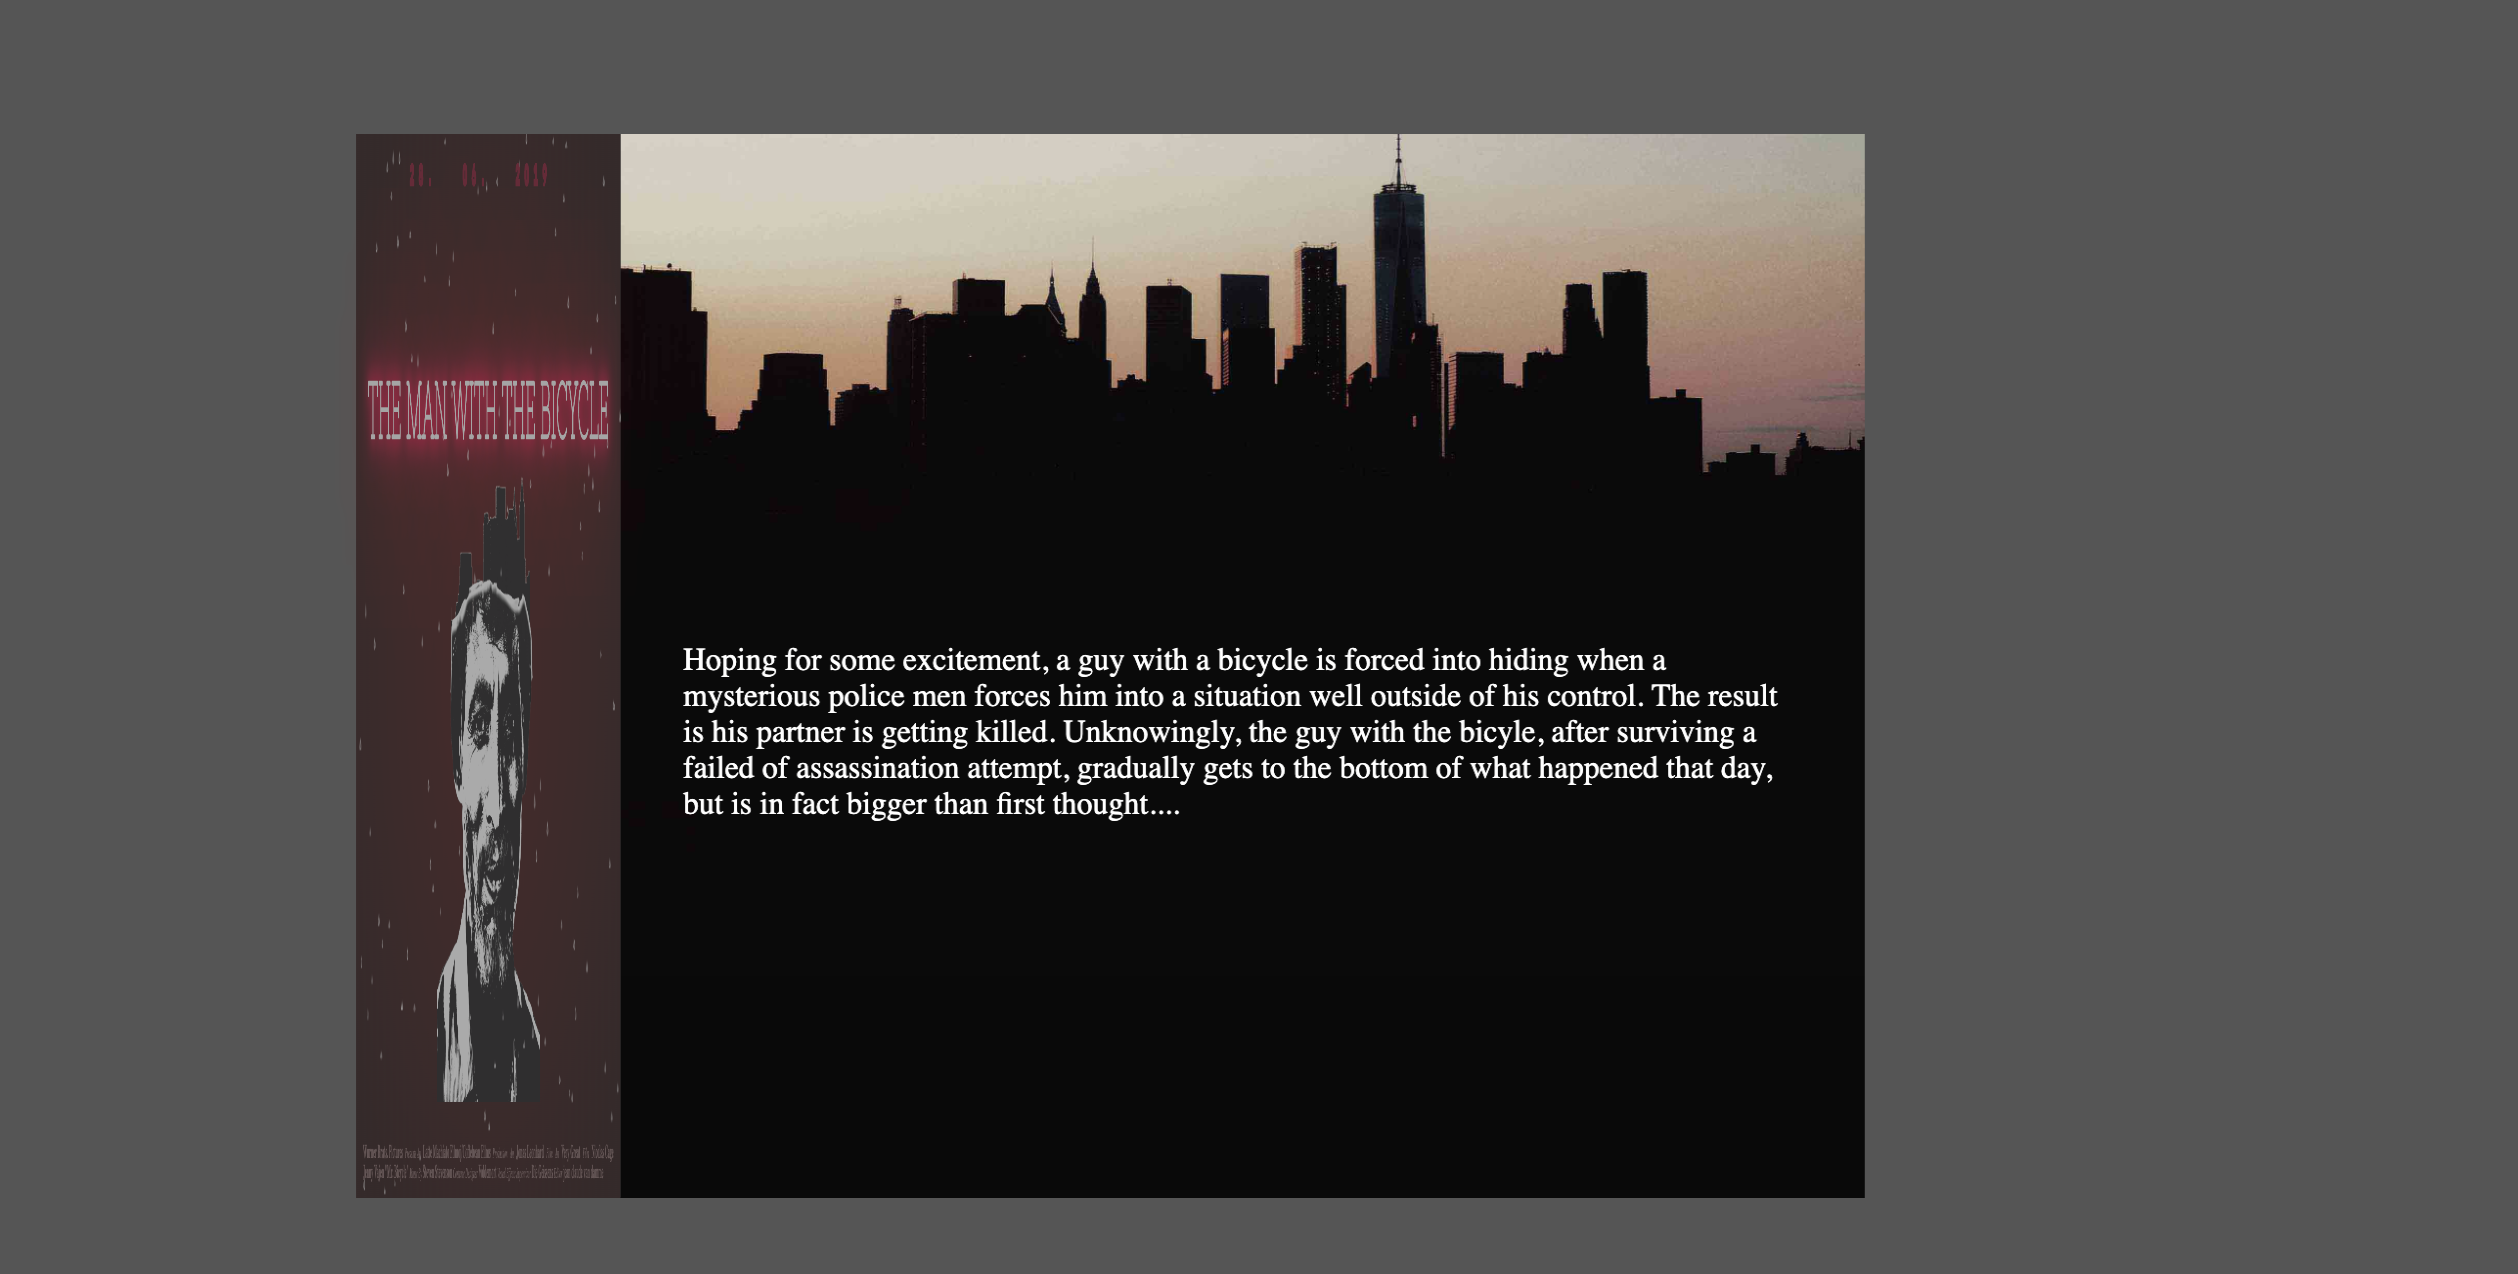 20. 06. 2019
THE MAN WITH THE BICYCLE
Hoping for some excitement, a guy with a bicycle is forced into hiding when a
mysterious police men forces him into a situation well outside of his control. The result
is his partner is getting killed. Unknowingly, the guy with the bicyle, after surviving a
failed of assassination attempt, gradually gets to the bottom of what happened that day,
but is in fact bigger than first thought....